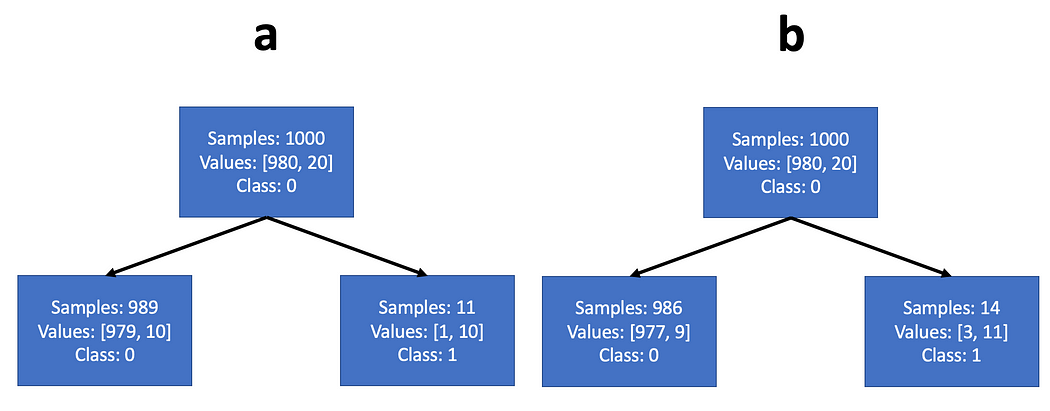 a
Samples: 1000
Values: [980, 20]
Class: 0
Samples: 989
Values: [979, 10]
Class: 0
Samples: 11
Values: [1, 10]
Class: 1
b
Samples: 1000
Values: [980, 20]
Class: 0
Samples: 986
Values: [977, 9]
Class: 0
Samples: 14
Values: [3, 11]
Class: 1